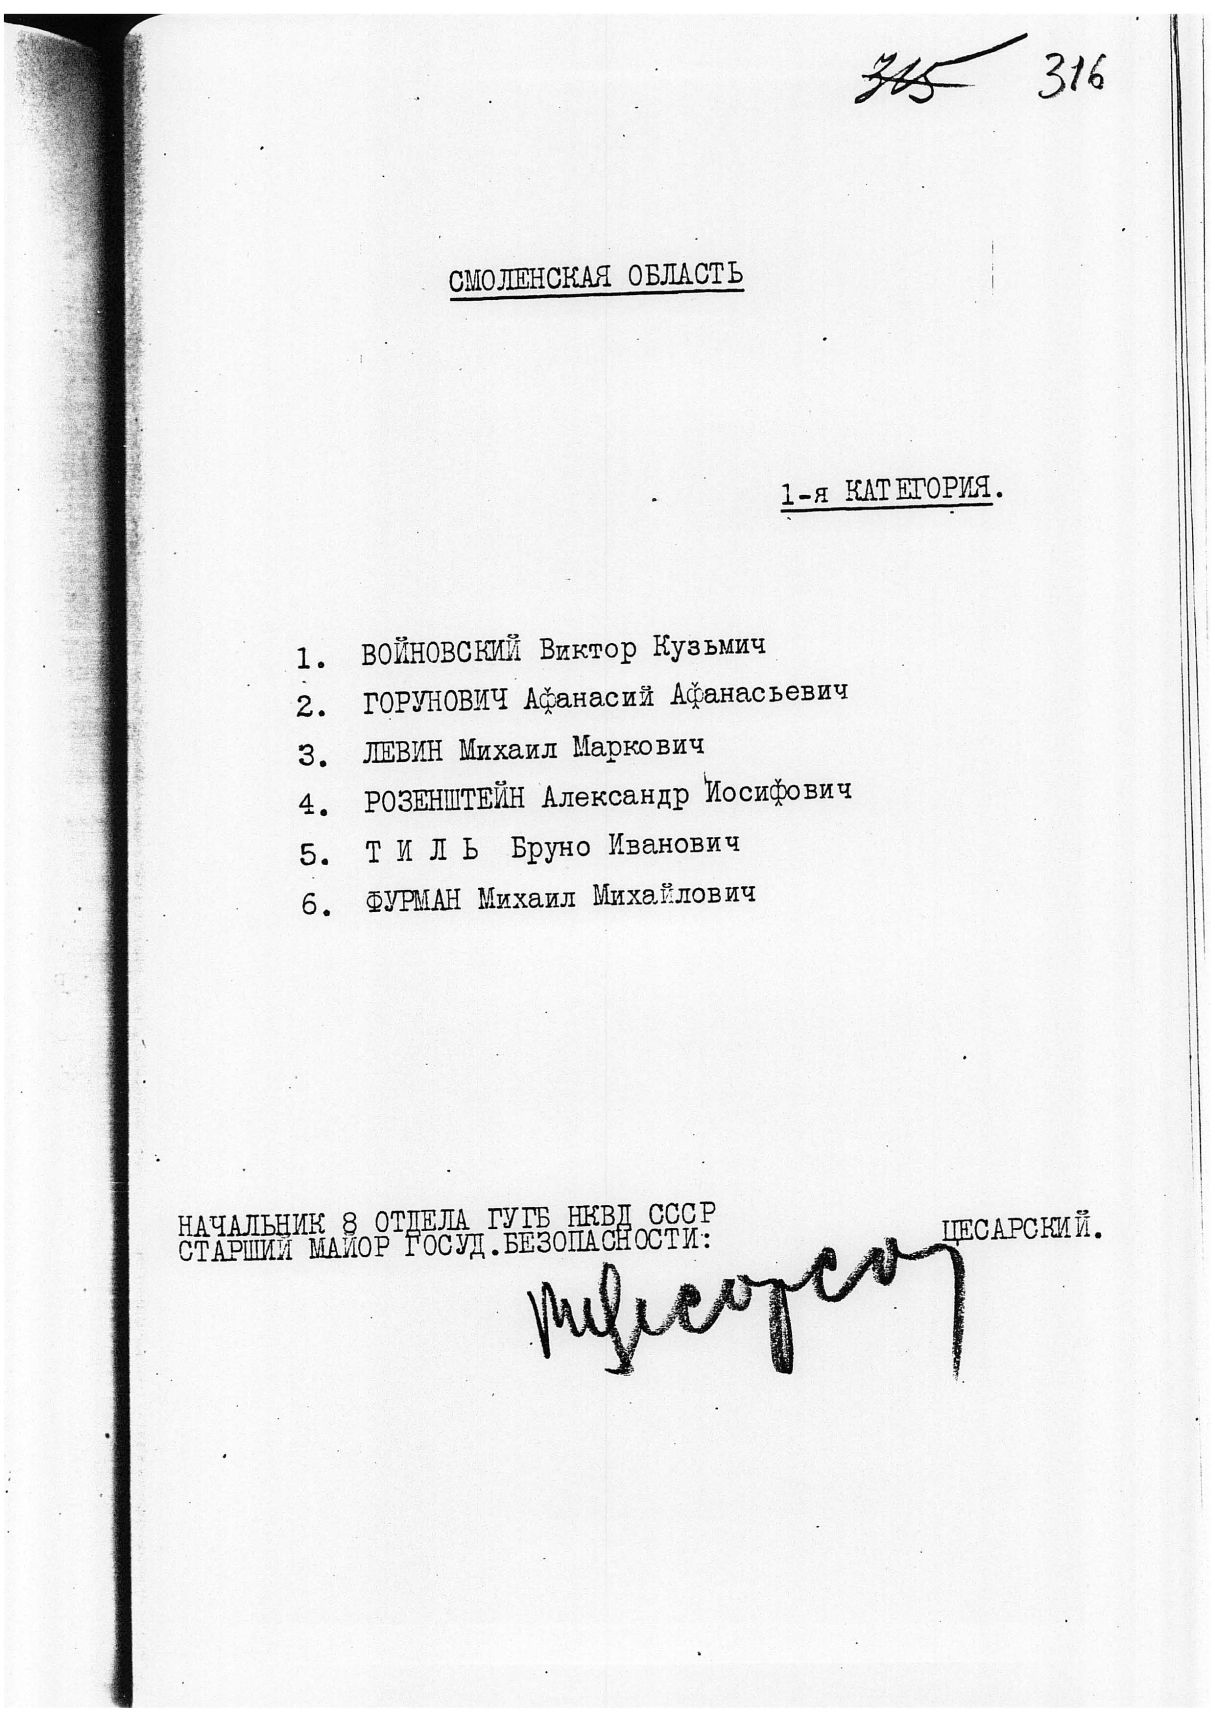 315 316
СМОЛЕНСКАЯ ОБЛАСТЬ
1-я КАТЕГОРИЯ.
1. ВОЙНОВСКИЙ Виктор Кузьмич
2. ГОРУНОВИЧ Афанасий Афанасьевич
3. ЛЕВИН Михаил Маркович
4. РОЗЕНШТЕЙН Александр Иосифович
5. Т И Л Ь Бруно Иванович
6. ФУРМАН Михаил Михайлович
НАЧАЛЬНИК 8 ОТДЕЛА ГУГБ НКВД СССР
СТАРШИЙ МАЙОР ГОСУД.БЕЗОПАСНОСТИ: ЦЕСАРСКИЙ.